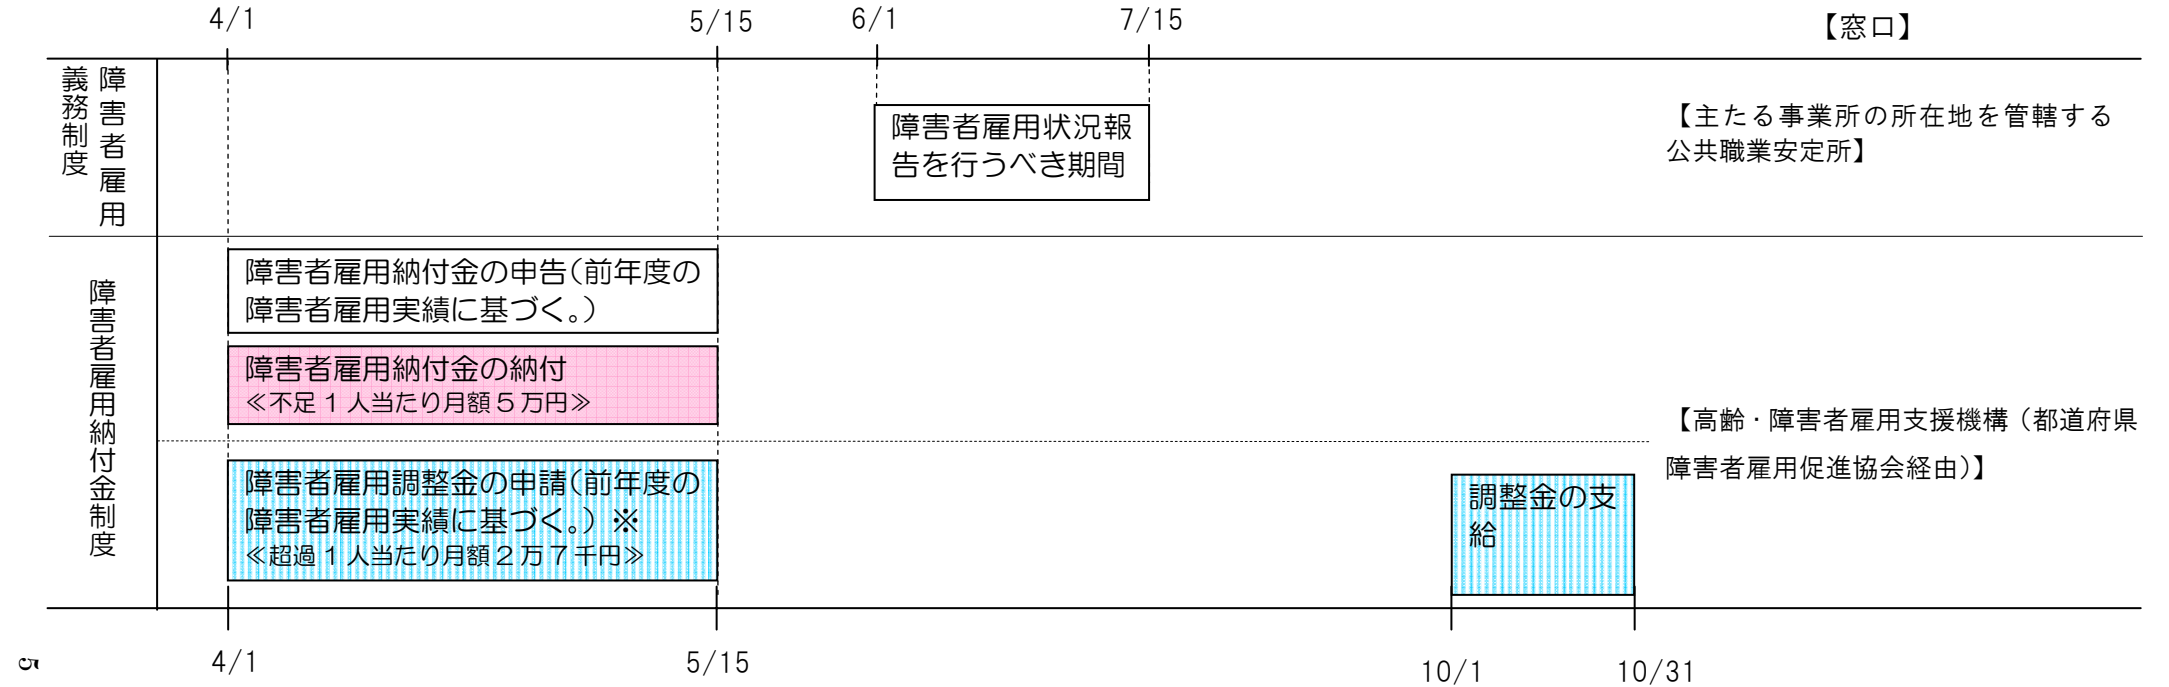 4/1
5/15
6/1
7/15
【窓口】
障害者雇用
義務制度
障害者雇用状況報
告を行うべき期間
【主たる事業所の所在地を管轄する
公共職業安定所】
障害者雇用納付金制度
障害者雇用納付金の申告(前年度の
障害者雇用実績に基づく。)
障害者雇用納付金の納付
≪不足1人当たり月額5万円≫
【高齢・障害者雇用支援機構(都道府県
障害者雇用促進協会経由)】
障害者雇用調整金の申請(前年度の
障害者雇用実績に基づく。)※
≪超過1人当たり月額2万7千円≫
調整金の支
給
4/1
5/15
10/1
10/31
5